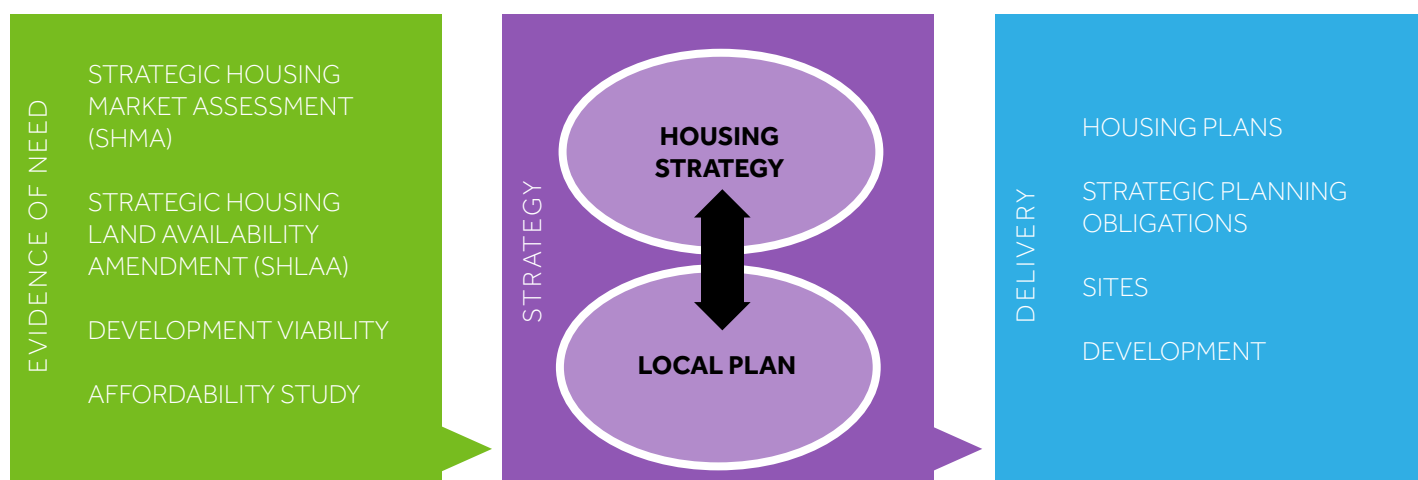 EVIDENCE OF NEED
STRATEGIC HOUSING
MARKET ASSESSMENT
(SHMA)
STRATEGIC HOUSING
LAND AVAILABILITY
AMENDMENT (SHLAA)
DEVELOPMENT VIABILITY
AFFORDABILITY STUDY
STRATEGY
HOUSING
STRATEGY
LOCAL PLAN
DELIVERY
HOUSING PLANS
STRATEGIC PLANNING
OBLIGATIONS
SITES
DEVELOPMENT